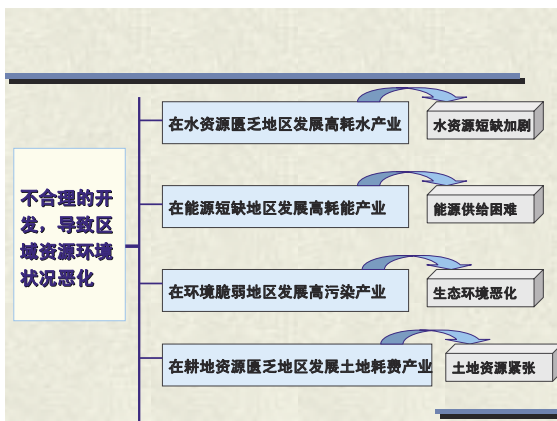 不合理的开
发，导致区
域资源环境
状况恶化
在水资源匮乏地区发展高耗水产业
水资源短缺加剧
在能源短缺地区发展高耗能产业
能源供给困难
在环境脆弱地区发展高污染产业
生态环境恶化
在耕地资源匮乏地区发展土地耗费产业
土地资源紧张